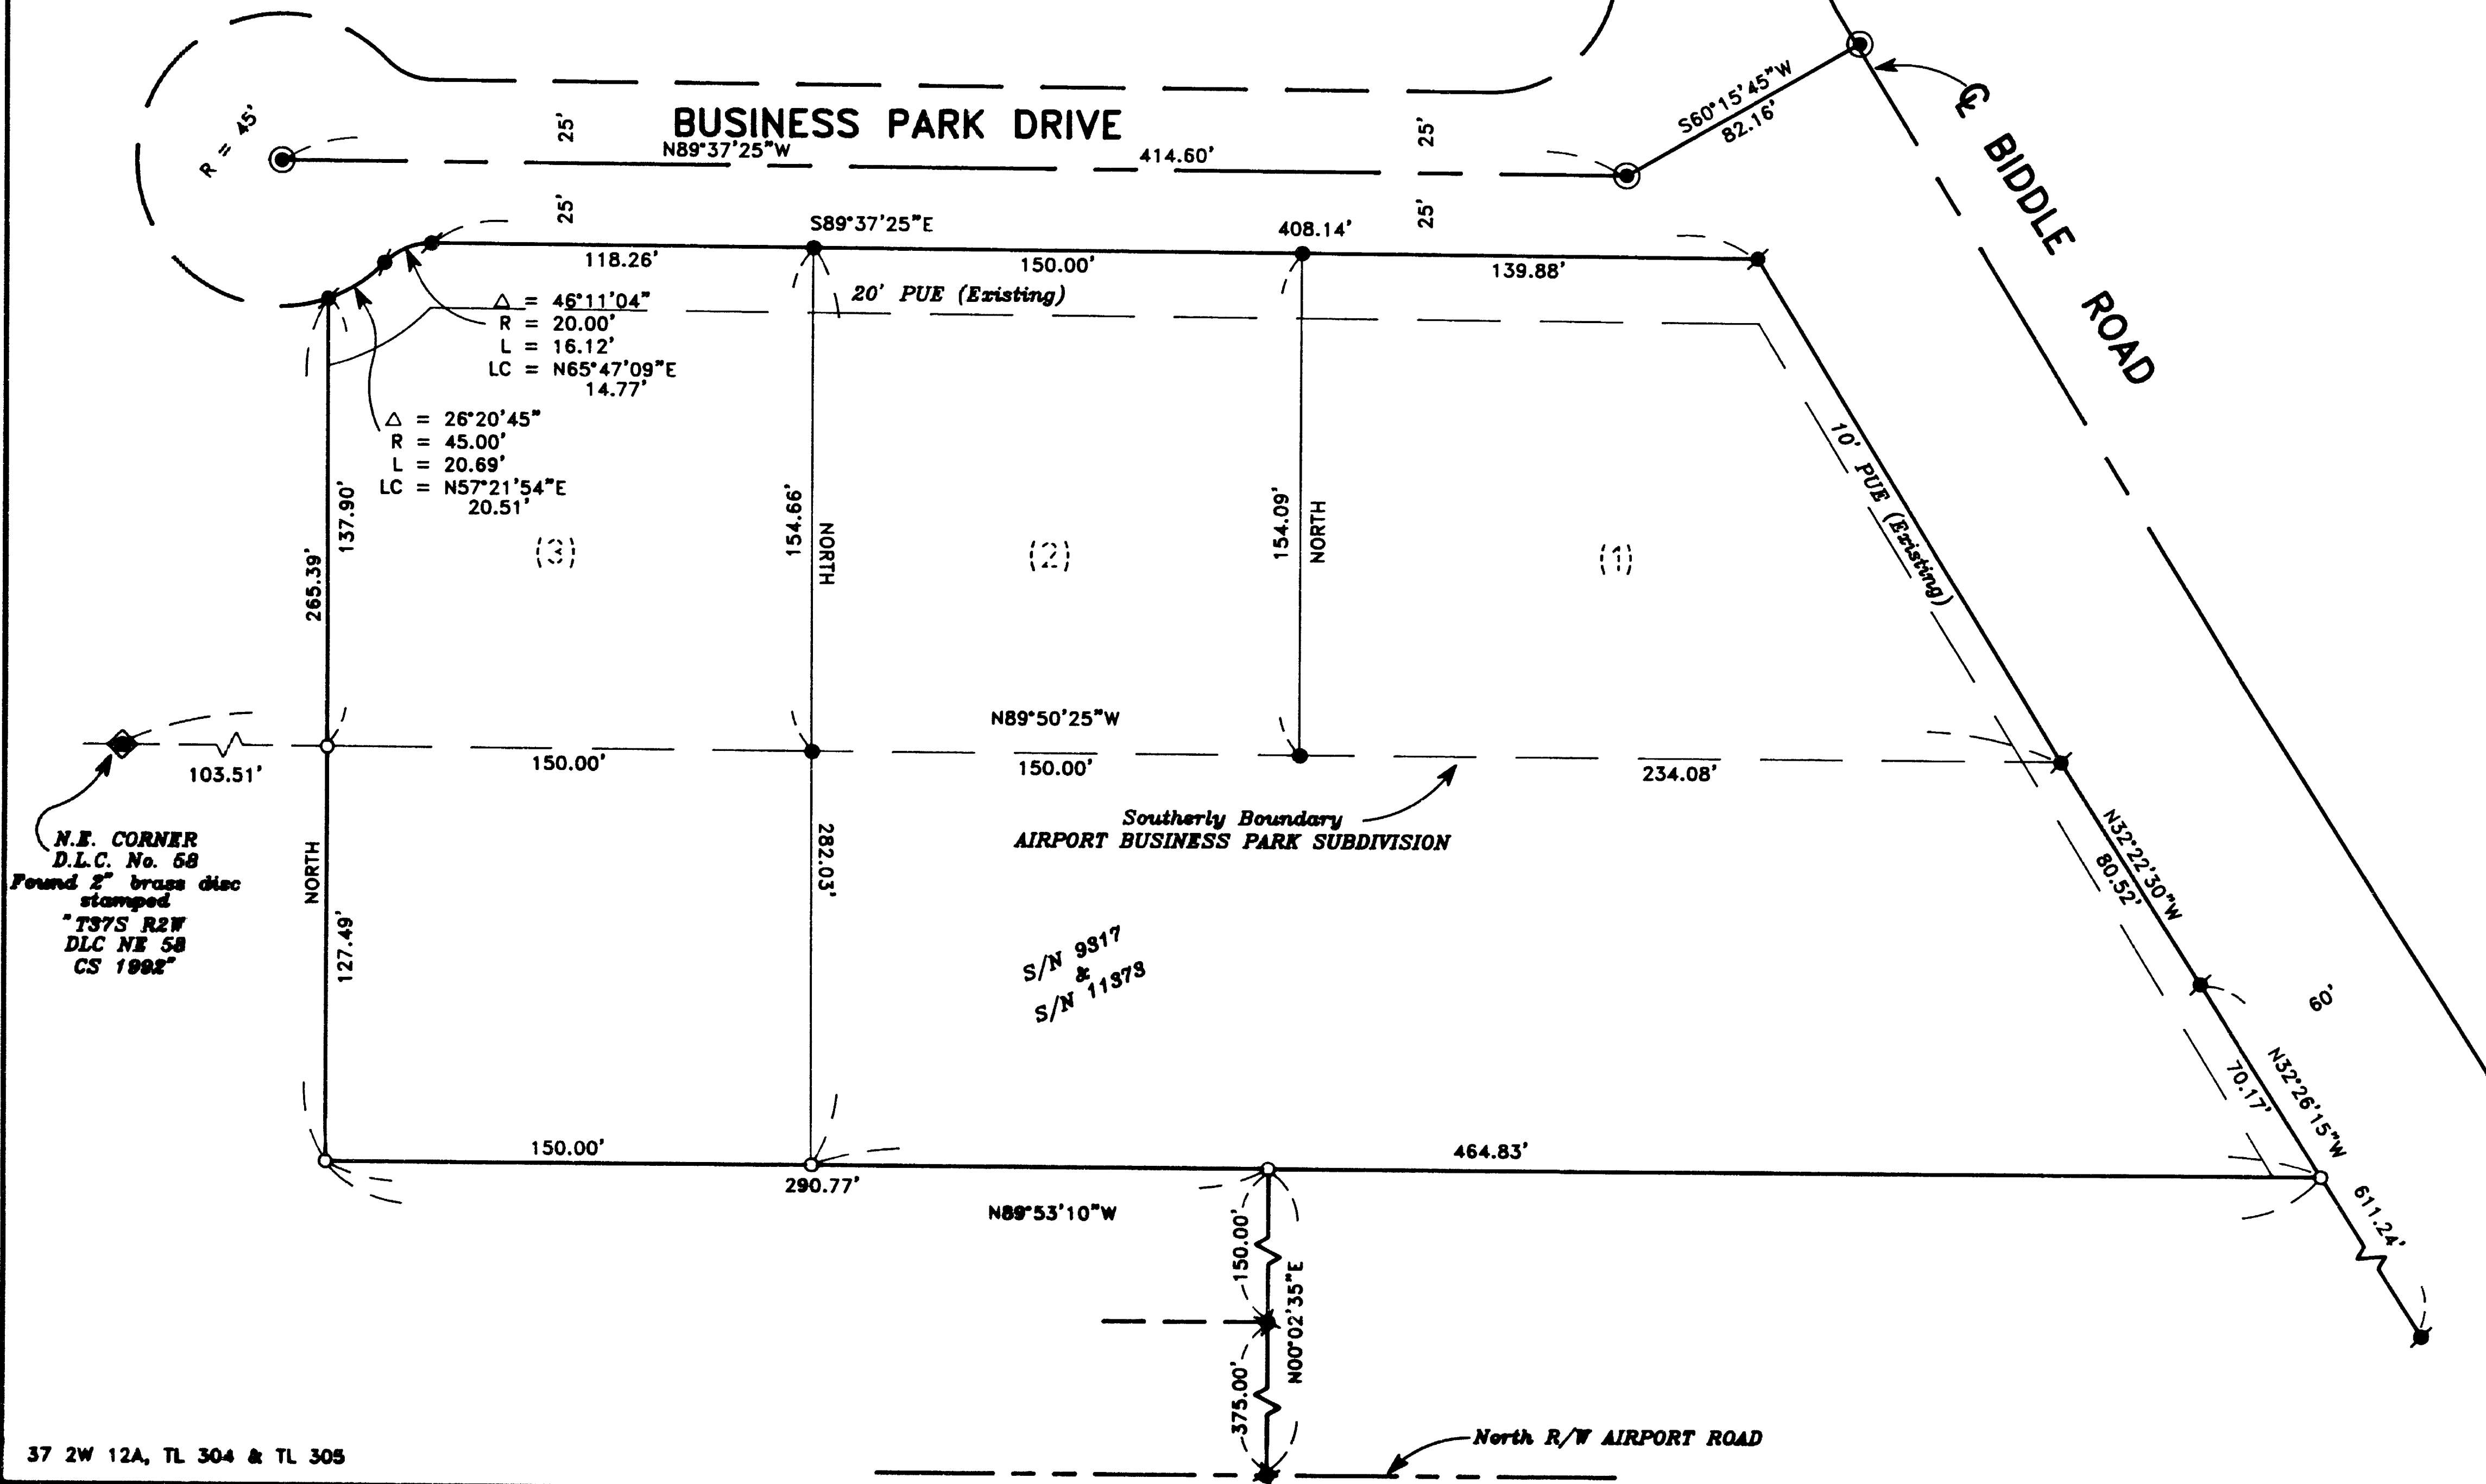 R = 45'
25'
BUSINESS PARK DRIVE
N89°37'25"W
414.60'
25'
S60°15'45"W
82.16'
℄ BIDDLE ROAD
25'
25'
S89°37'25"E
408.14'
118.26'
150.00'
139.88'
20' PUE (Existing)
△ = 46°11'04"
R = 20.00'
L = 16.12'
LC = N65°47'09"E
14.77'
△ = 26°20'45"
R = 45.00'
L = 20.69'
LC = N57°21'54"E
20.51'
10' PUE (Existing)
137.90'
265.39'
154.66'
NORTH
154.09'
NORTH
(3)
(2)
(1)
N89°50'25"W
103.51'
150.00'
150.00'
234.08'
Southerly Boundary
AIRPORT BUSINESS PARK SUBDIVISION
N.E. CORNER
D.L.C. No. 58
Found 2" brass disc
stamped
"T37S R2W
DLC NE 58
CS 1992"
NORTH
127.49'
282.03'
S/N 9317
&
S/N 11373
N32°22'30"W
80.52'
60'
N32°26'15"W
70.17'
150.00'
464.83'
290.77'
N89°53'10"W
611.24'
150.00'
N00°02'35"E
375.00'
North R/W AIRPORT ROAD
37 2W 12A, TL 304 & TL 305